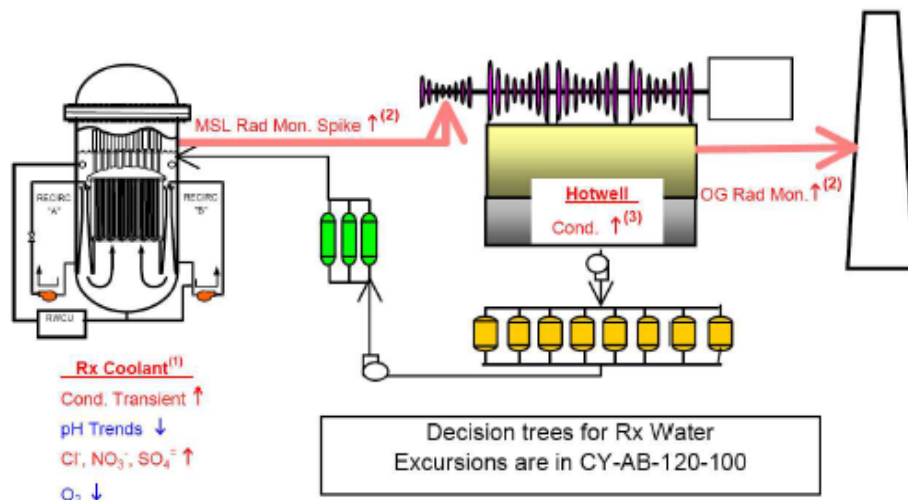 MSL Rad Mon. Spike ↑(2)
RECIRC
"A"
RECIRC
"B"
Hotwell
Cond. ↑(3)
OG Rad Mon.↑(2)
RWCU
Rx Coolant(1)
Cond. Transient ↑
pH Trends ↓
Cl-, NO3-, SO4= ↑
O2 ↓
Decision trees for Rx Water
Excursions are in CY-AB-120-100